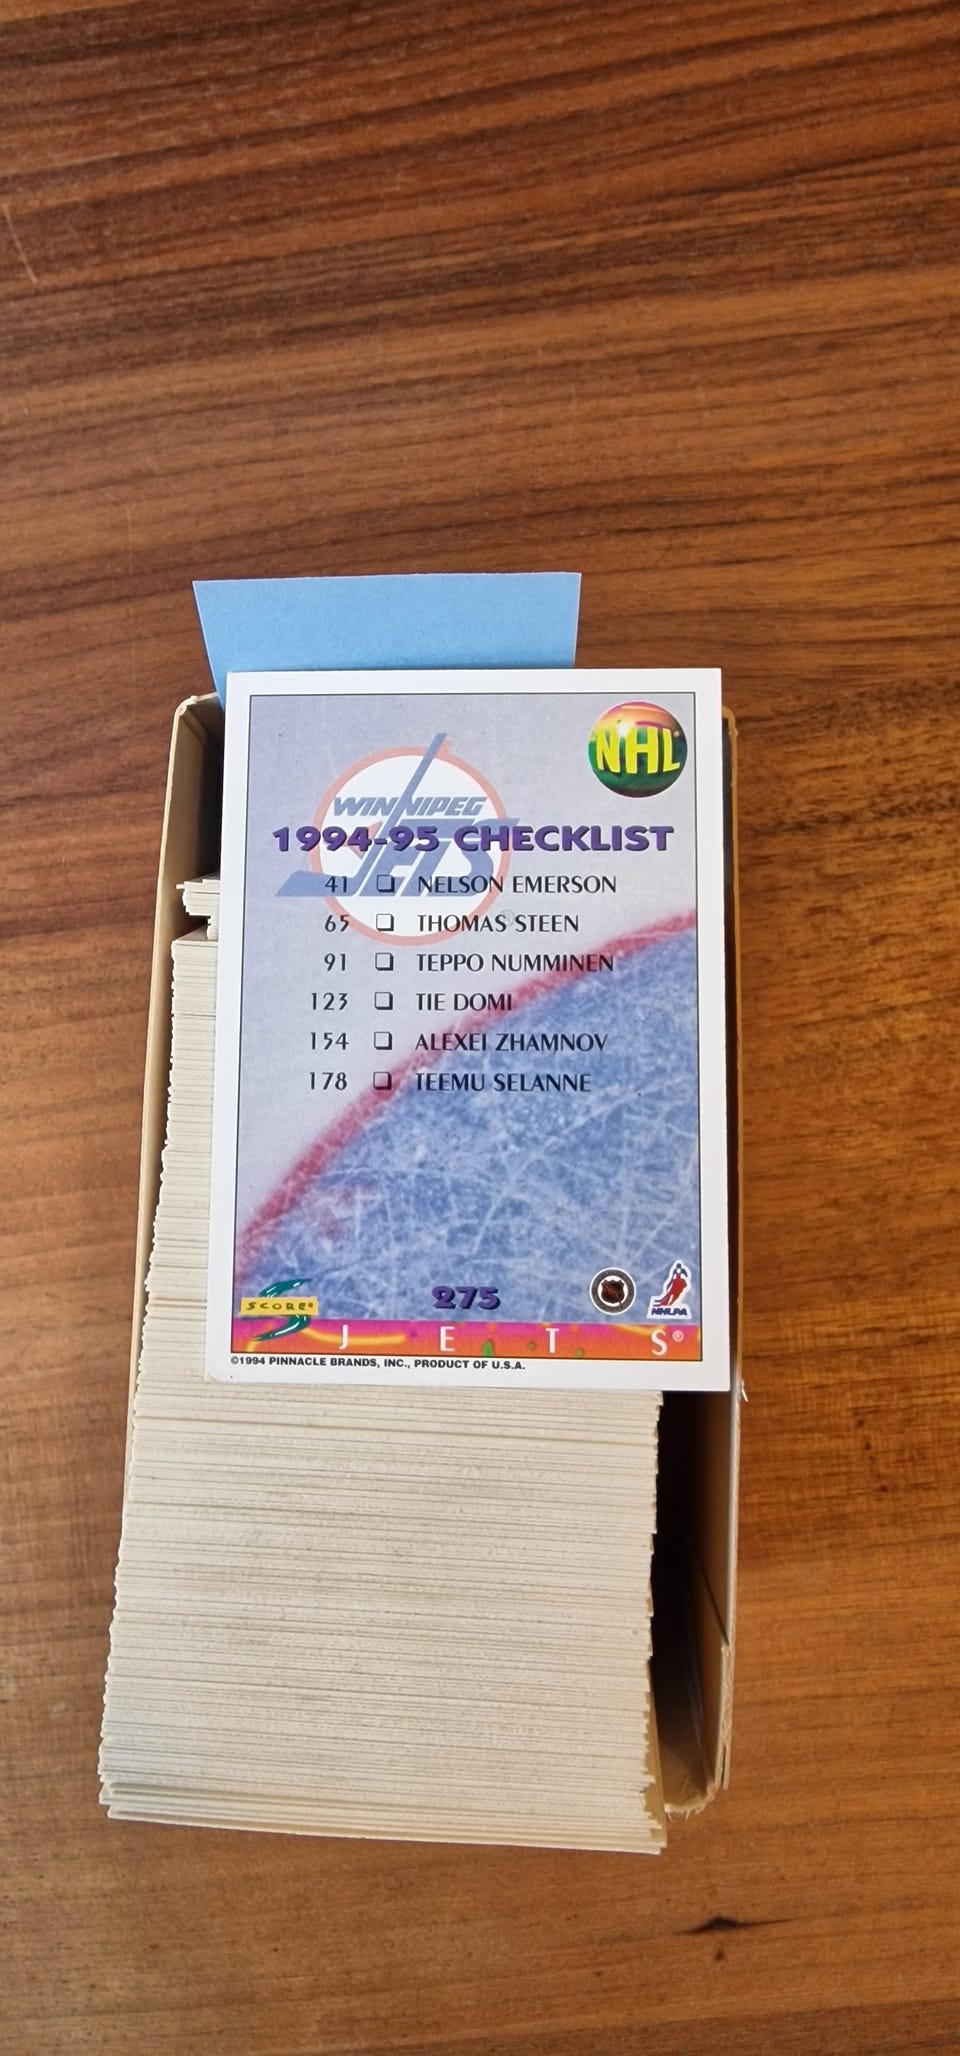 NHL
WINNIPEG
JETS
1994-95 CHECKLIST
41 ❏ NELSON EMERSON
65 ❏ THOMAS STEEN
91 ❏ TEPPO NUMMINEN
123 ❏ TIE DOMI
154 ❏ ALEXEI ZHAMNOV
178 ❏ TEEMU SELANNE
SCORE®
275
NHLPA
JETS®
©1994 PINNACLE BRANDS, INC., PRODUCT OF U.S.A.